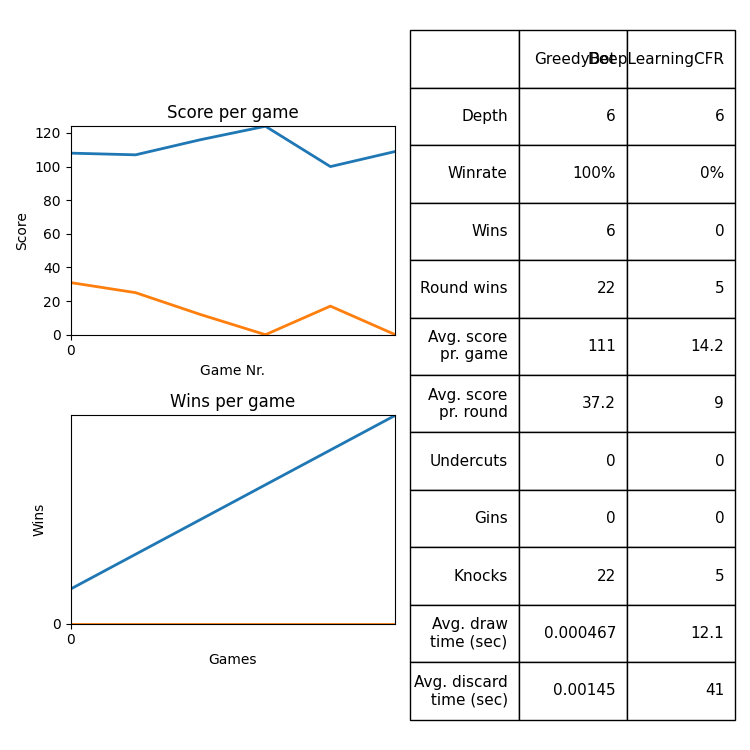 Score per game
120
100
80
60
40
20
0
Score
0
Game Nr.
Wins per game
Wins
0
0
Games
GreedyBot DeepLearningCFR
Depth 6 6
Winrate 100% 0%
Wins 6 0
Round wins 22 5
Avg. score
pr. game 111 14.2
Avg. score
pr. round 37.2 9
Undercuts 0 0
Gins 0 0
Knocks 22 5
Avg. draw
time (sec) 0.000467 12.1
Avg. discard
time (sec) 0.00145 41